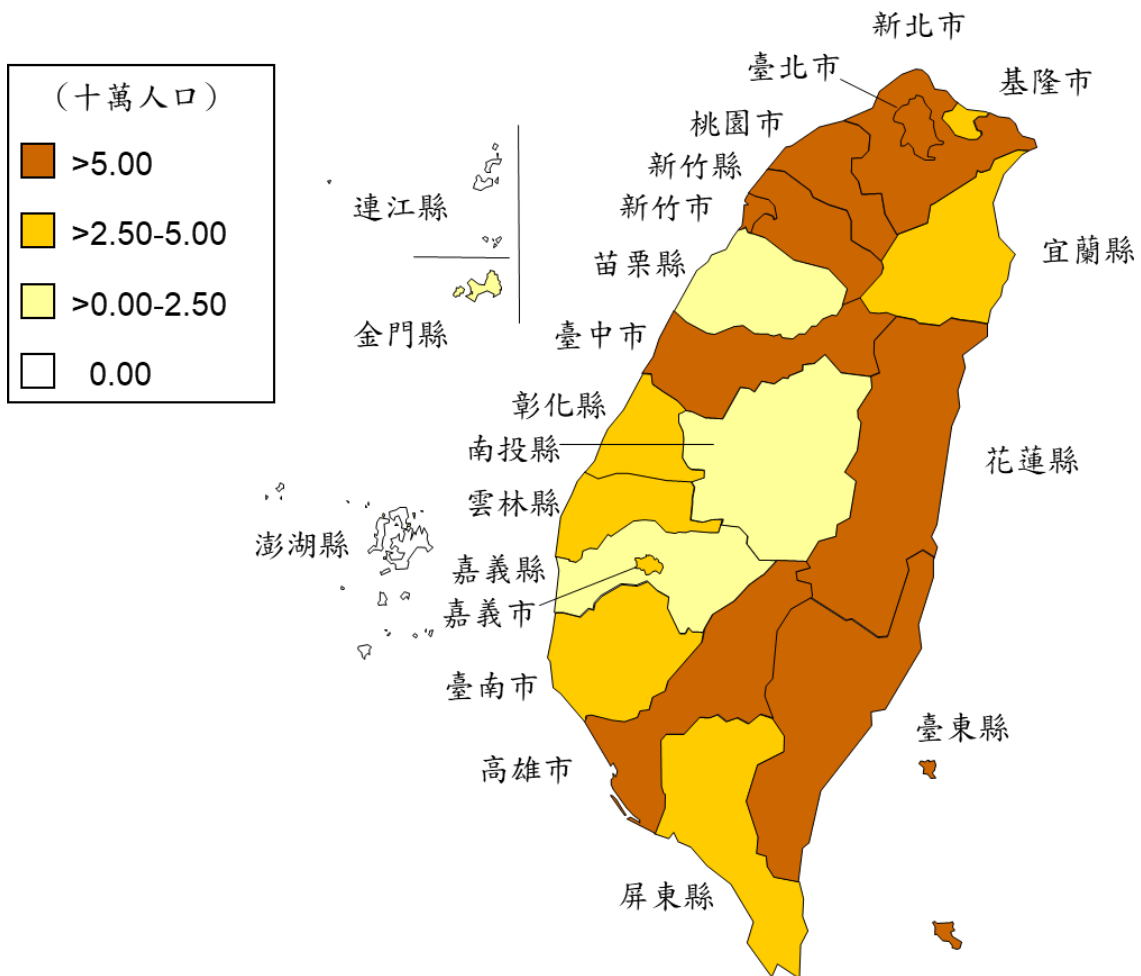 （十萬人口）
>5.00
>2.50-5.00
>0.00-2.50
0.00
新北市
臺北市
基隆市
桃園市
新竹縣
新竹市
連江縣
苗栗縣
宜蘭縣
金門縣
臺中市
彰化縣
南投縣
花蓮縣
雲林縣
澎湖縣
嘉義縣
嘉義市
臺南市
臺東縣
高雄市
屏東縣